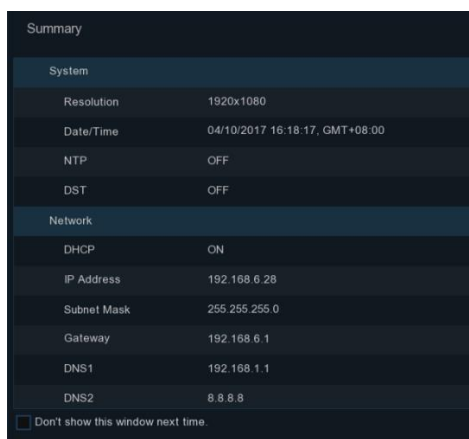 Summary
System
Resolution 1920x1080
Date/Time 04/10/2017 16:18:17, GMT+08:00
NTP OFF
DST OFF
Network
DHCP ON
IP Address 192.168.6.28
Subnet Mask 255.255.255.0
Gateway 192.168.6.1
DNS1 192.168.1.1
DNS2 8.8.8.8
Don't show this window next time.